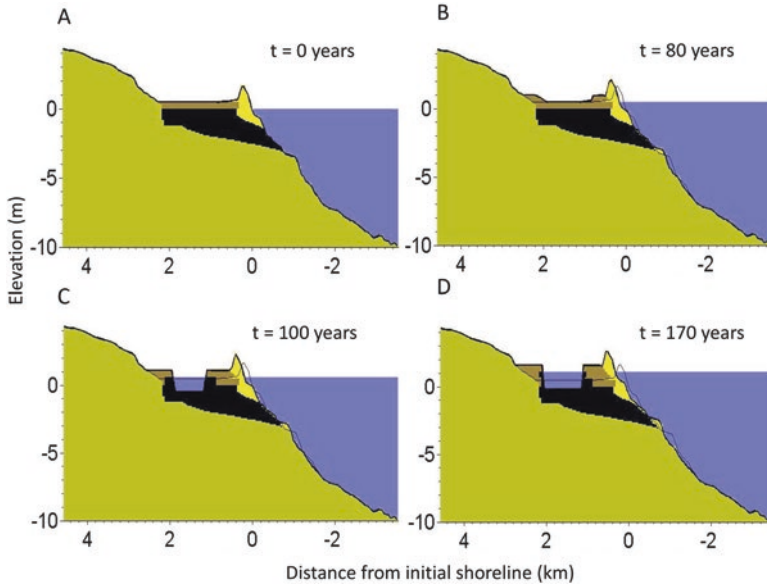 A
t = 0 years
B
t = 80 years
0
-5
-10
4 2 0 -2
0
-5
-10
4 2 0 -2
Elevation (m)
C
t = 100 years
D
t = 170 years
0
-5
-10
4 2 0 -2
0
-5
-10
4 2 0 -2
Distance from initial shoreline (km)